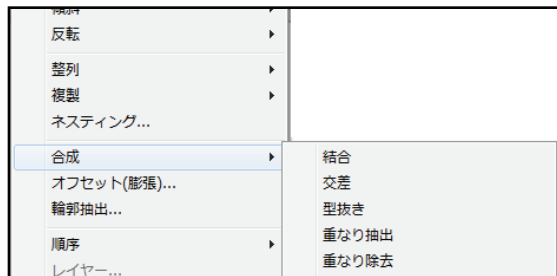 反転
整列
複製
ネスティング...
合成
オフセット(膨張)...
輪郭抽出...
順序
レイヤー...
結合
交差
型抜き
重なり抽出
重なり除去